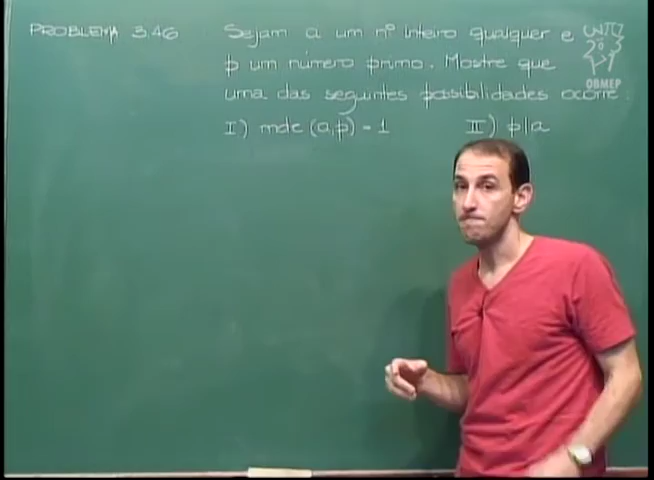 PROBLEMA 3.46 Sejam a um nº inteiro qualquer e
p um número primo. Mostre que
uma das seguintes possibilidades ocorre:
I) mdc (a,p) = 1 II) p|a
OBMEP